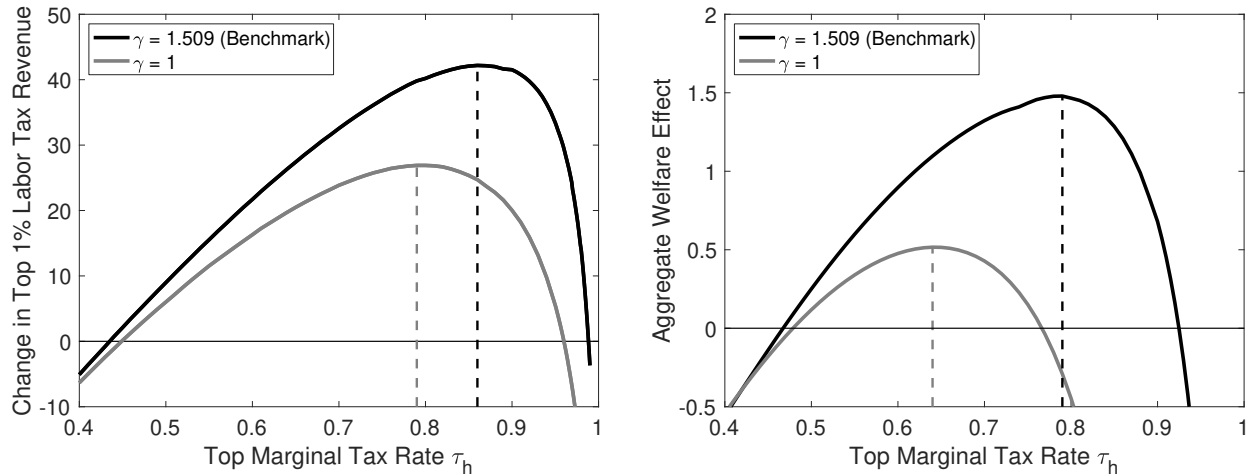 γ = 1.509 (Benchmark)
γ = 1
Change in Top 1% Labor Tax Revenue
40
30
20
10
0
-10
0.4 0.5 0.6 0.7 0.8 0.9 1
Top Marginal Tax Rate τh
γ = 1.509 (Benchmark)
γ = 1
Aggregate Welfare Effect
2
1.5
1
0.5
0
-0.5
0.4 0.5 0.6 0.7 0.8 0.9 1
Top Marginal Tax Rate τh